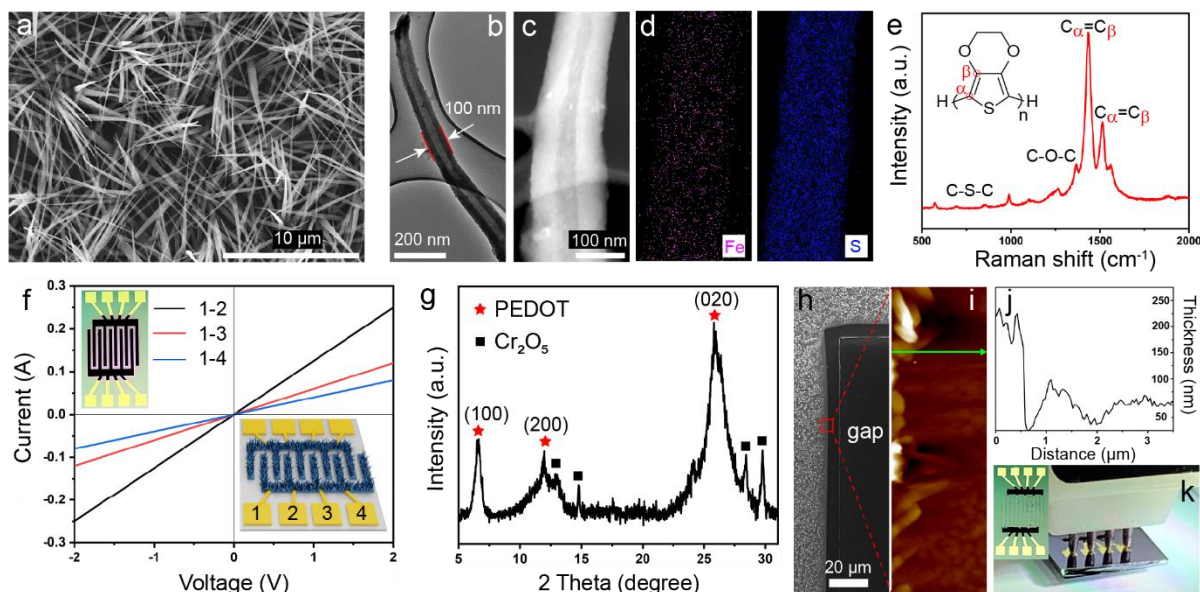 a
10 µm
b
100 nm
200 nm
c
100 nm
d
Fe
S
e
Intensity (a.u.)
Cα=Cβ
Cα=Cβ
C-O-C
C-S-C
O
O
β
α
H
S
H
n
500
1000
1500
2000
Raman shift (cm⁻¹)
f
Current (A)
0.3
0.2
0.1
0.0
-0.1
-0.2
-0.3
1-2
1-3
1-4
1
2
3
4
-2
-1
0
1
2
Voltage (V)
g
Intensity (a.u.)
PEDOT
Cr₂O₅
(100)
(200)
(020)
5
10
15
20
25
30
2 Theta (degree)
h
gap
20 µm
i
j
Thickness (nm)
250
200
150
100
50
0
1
2
3
Distance (µm)
k